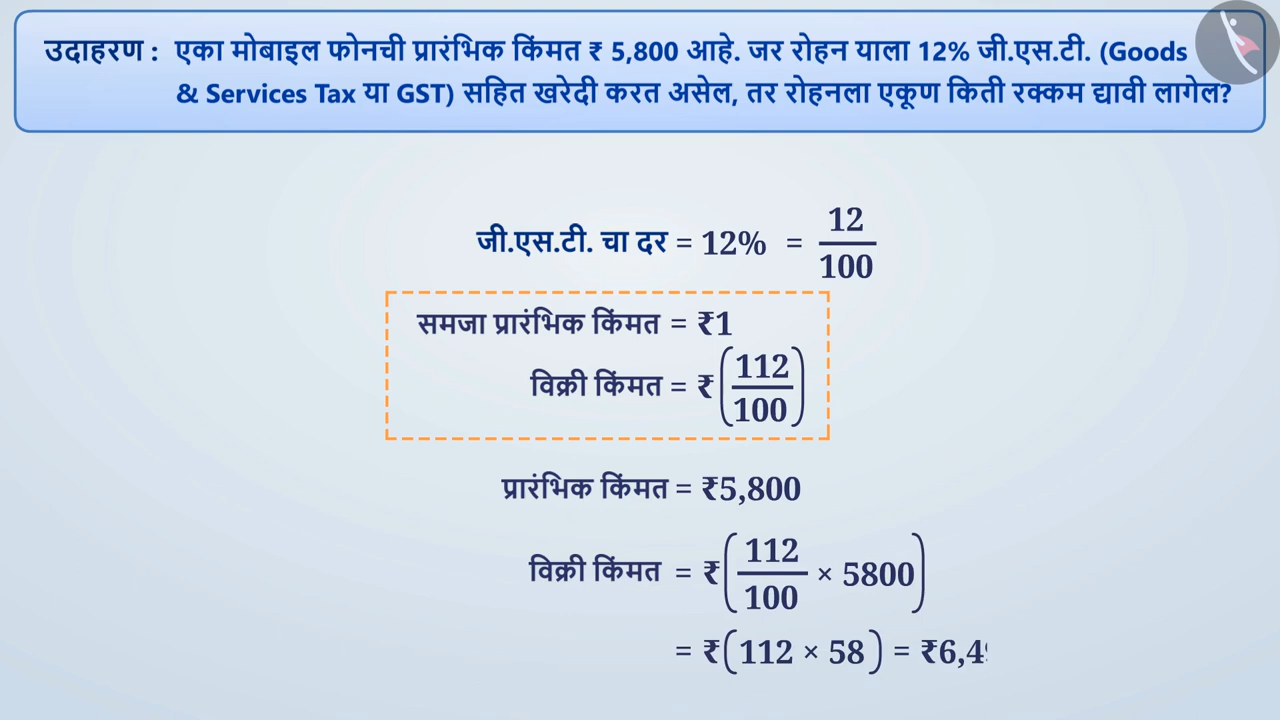 उदाहरण : एका मोबाइल फोनची प्रारंभिक किंमत ₹ 5,800 आहे. जर रोहन याला 12% जी.एस.टी. (Goods
& Services Tax या GST) सहित खरेदी करत असेल, तर रोहनला एकूण किती रक्कम द्यावी लागेल?
जी.एस.टी. चा दर = 12% = 12/100
समजा प्रारंभिक किंमत = ₹1
विक्री किंमत = ₹(112/100)
प्रारंभिक किंमत = ₹5,800
विक्री किंमत = ₹(112/100 × 5800)
= ₹(112 × 58) = ₹6,4